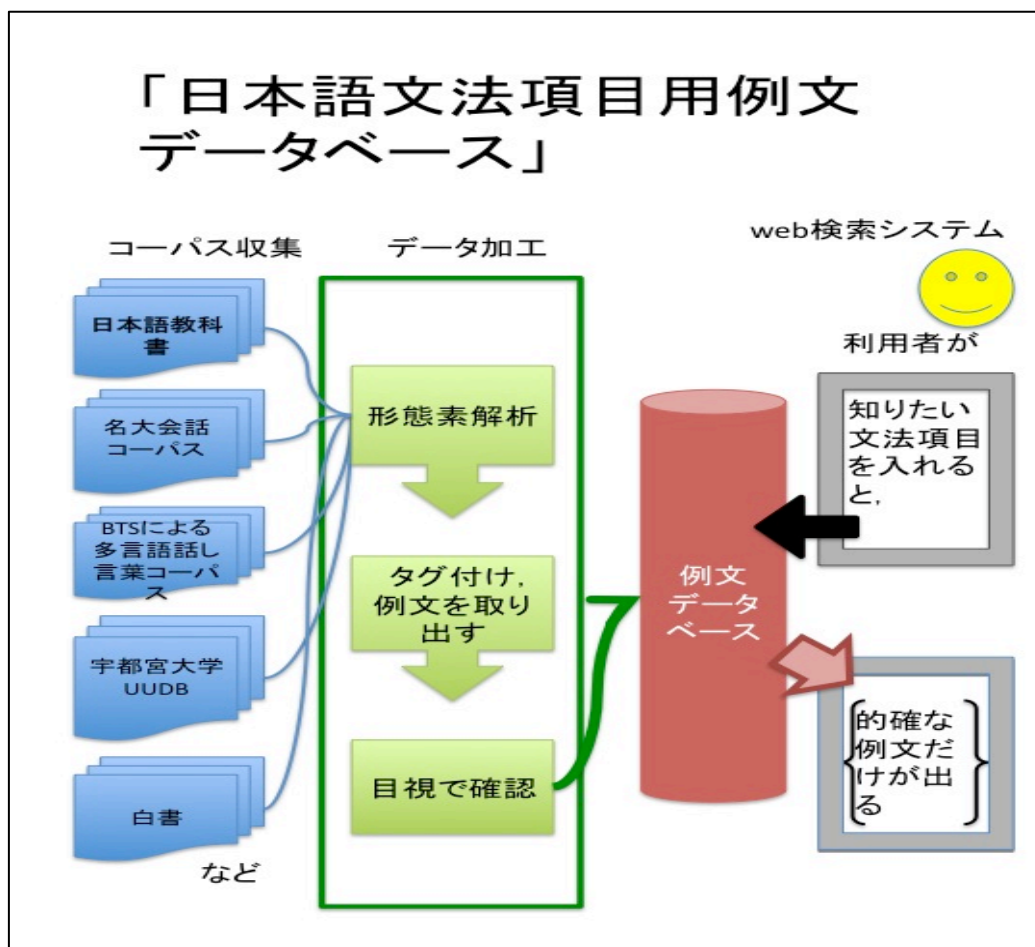 「日本語文法項目用例文
データベース」
コーパス収集
データ加工
web検索システム
日本語教科
書
名大会話
コーパス
BTSによる
多言語話し
言葉コーパ
ス
宇都宮大学
UUDB
白書
など
形態素解析
タグ付け,
例文を取り
出す
目視で確認
例文
データ
ベース
利用者が
知りたい
文法項目
を入れる
と,
的確な
例文だ
けが出
る